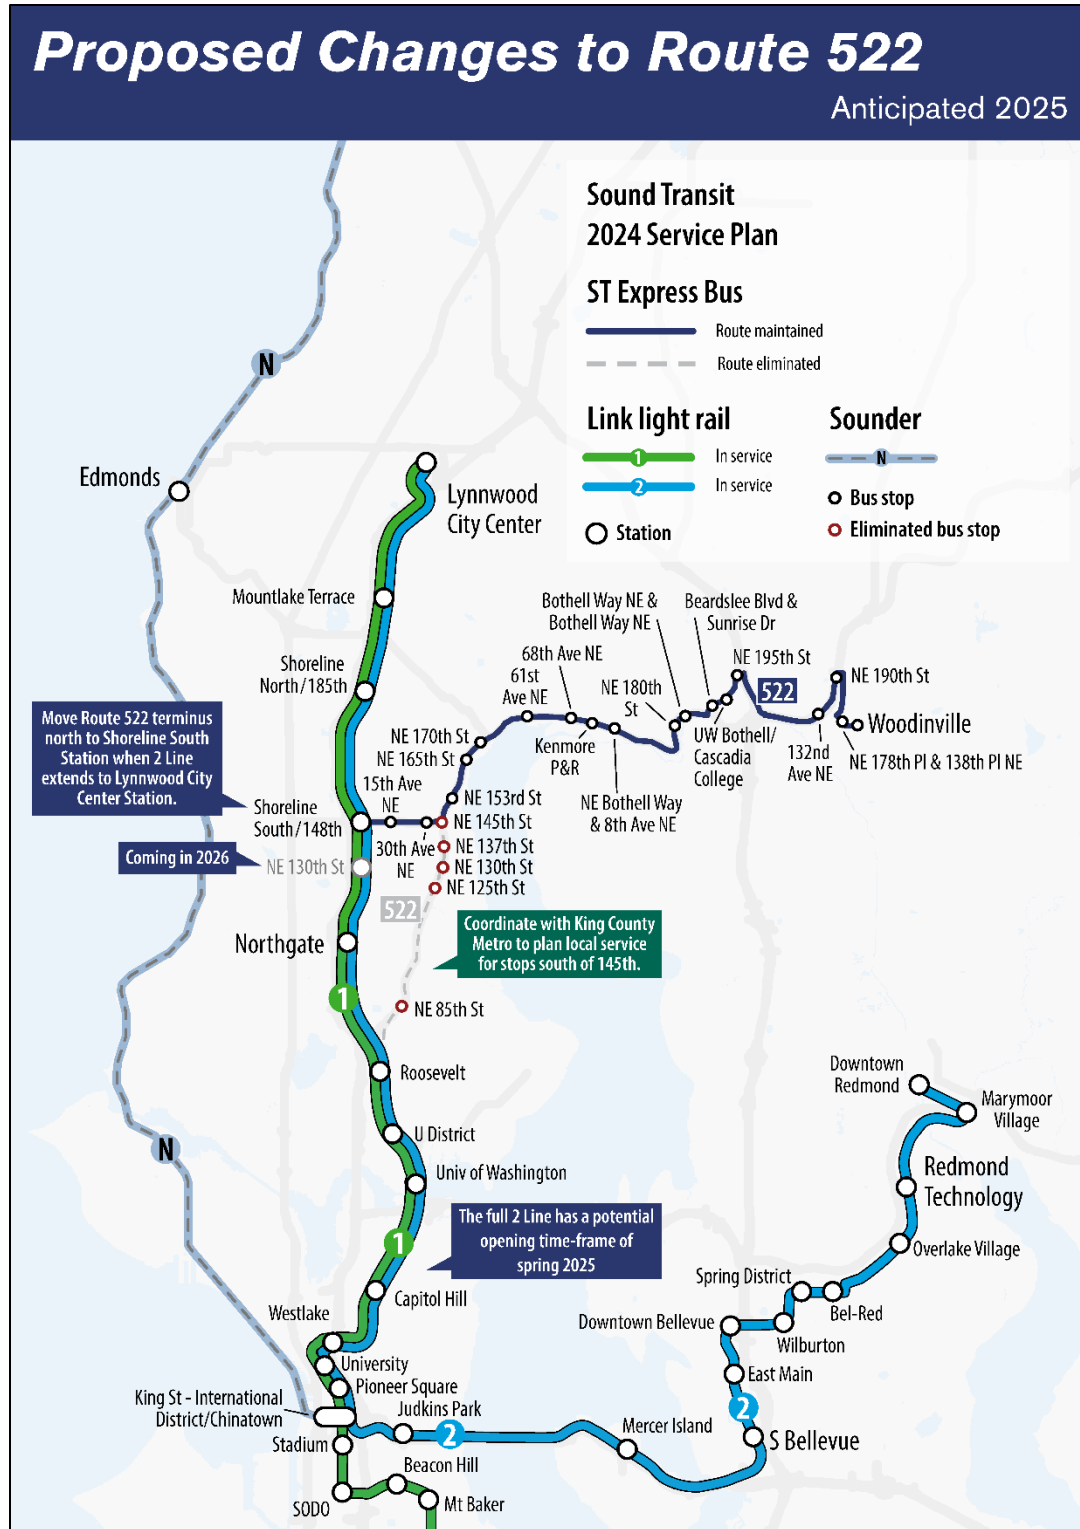 Proposed Changes to Route 522
Anticipated 2025
Sound Transit
2024 Service Plan
ST Express Bus
Route maintained
Route eliminated
Link light rail
1
In service
2
In service
Station
Sounder
N
Bus stop
Eliminated bus stop
N
Edmonds
Lynnwood
City Center
Mountlake Terrace
Shoreline
North/185th
Move Route 522 terminus
north to Shoreline South
Station when 2 Line
extends to Lynnwood City
Center Station.
Shoreline
South/148th
Coming in 2026
NE 130th St
Northgate
15th Ave
NE
30th Ave
NE
NE 170th St
NE 165th St
NE 153rd St
NE 145th St
NE 137th St
NE 130th St
NE 125th St
522
NE 85th St
Coordinate with King County
Metro to plan local service
for stops south of 145th.
61st
Ave NE
68th Ave NE
Kenmore
P&R
NE Bothell Way
& 8th Ave NE
NE 180th
St
Bothell Way NE &
Bothell Way NE
Beardslee Blvd &
Sunrise Dr
UW Bothell/
Cascadia
College
NE 195th St
522
132nd
Ave NE
NE 190th St
Woodinville
NE 178th Pl & 138th Pl NE
1
Roosevelt
U District
Univ of Washington
N
The full 2 Line has a potential
opening time-frame of
spring 2025
1
Capitol Hill
Westlake
University
Pioneer Square
King St - International
District/Chinatown
Judkins Park
2
Stadium
Beacon Hill
SODO
Mt Baker
Mercer Island
S Bellevue
2
East Main
Downtown Bellevue
Wilburton
Spring District
Bel-Red
Overlake Village
Redmond
Technology
Marymoor
Village
Downtown
Redmond